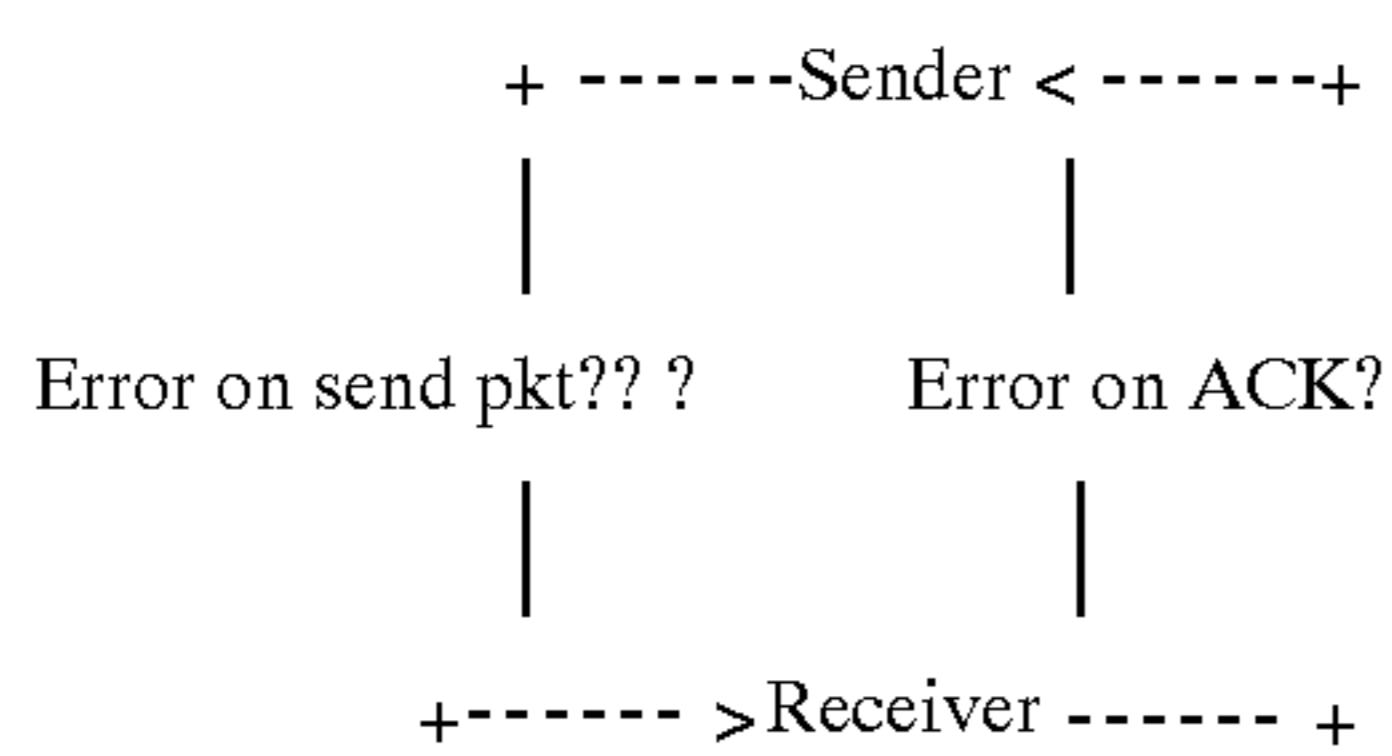 + ------Sender < ------+
| |
Error on send pkt?? ? Error on ACK?
| |
+------ >Receiver ------ +